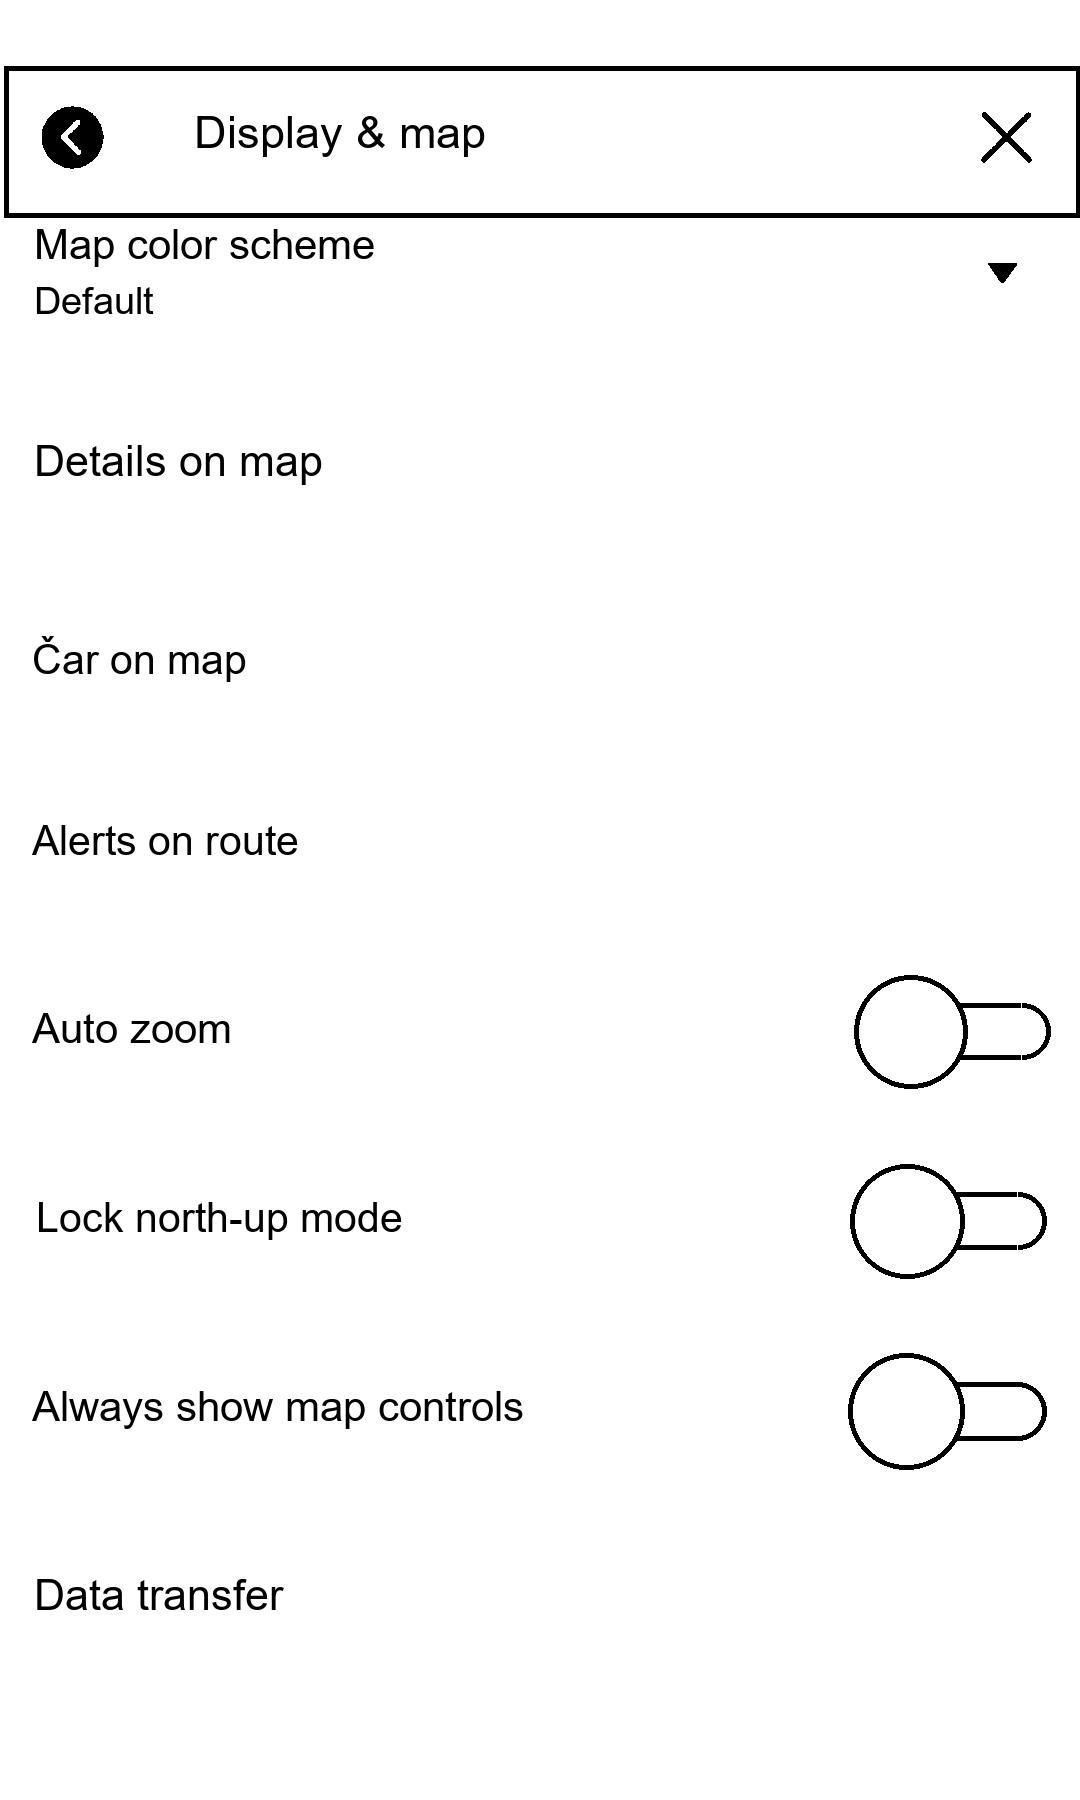 Display & map
Map color scheme
Default
Details on map
Čar on map
Alerts on route
Auto zoom
Lock north-up mode
Always show map controls
Data transfer